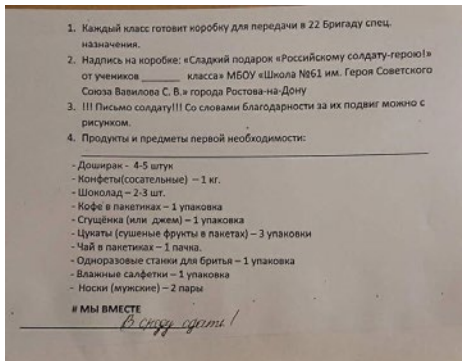 1. Каждый класс готовит коробку для передачи в 22 Бригаду спец.
назначения.
2. Надпись на коробке: «Сладкий подарок «Российскому солдату-герою!»
от учеников ______ класса» МБОУ «Школа №61 им. Героя Советского
Союза Вавилова С. В.» города Ростова-на-Дону
3. !!! Письмо солдату!!! Со словами благодарности за их подвиг можно с
рисунком.
4. Продукты и предметы первой необходимости:
- Доширак - 4-5 штук
- Конфеты(сосательные) – 1 кг.
- Шоколад – 2-3 шт.
- Кофе в пакетиках – 1 упаковка
- Сгущёнка (или джем) – 1 упаковка
- Цукаты (сушеные фрукты в пакетах) – 3 упаковки
- Чай в пакетиках – 1 пачка.
- Одноразовые станки для бритья – 1 упаковка
- Влажные салфетки – 1 упаковка
- Носки (мужские) – 2 пары
# МЫ ВМЕСТЕ
В сдать!